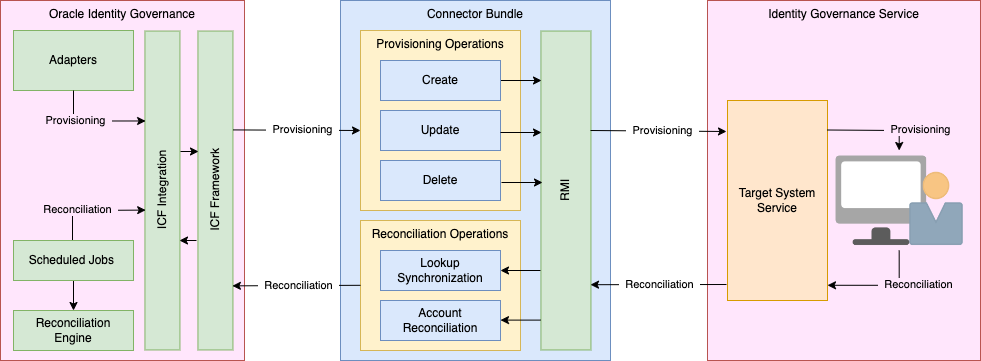 Oracle Identity Governance
Adapters
Provisioning
Reconciliation
Scheduled Jobs
Reconciliation
Engine
ICF Integration
ICF Framework
Provisioning
Reconciliation
Connector Bundle
Provisioning Operations
Create
Update
Delete
Reconciliation Operations
Lookup
Synchronization
Account
Reconciliation
RMI
Provisioning
Reconciliation
Identity Governance Service
Target System
Service
Provisioning
Reconciliation